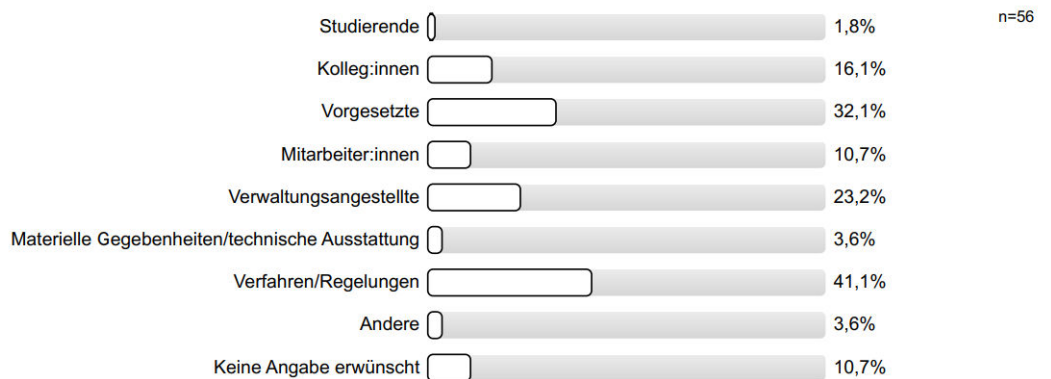 n=56
Studierende 1,8%
Kolleg:innen 16,1%
Vorgesetzte 32,1%
Mitarbeiter:innen 10,7%
Verwaltungsangestellte 23,2%
Materielle Gegebenheiten/technische Ausstattung 3,6%
Verfahren/Regelungen 41,1%
Andere 3,6%
Keine Angabe erwünscht 10,7%